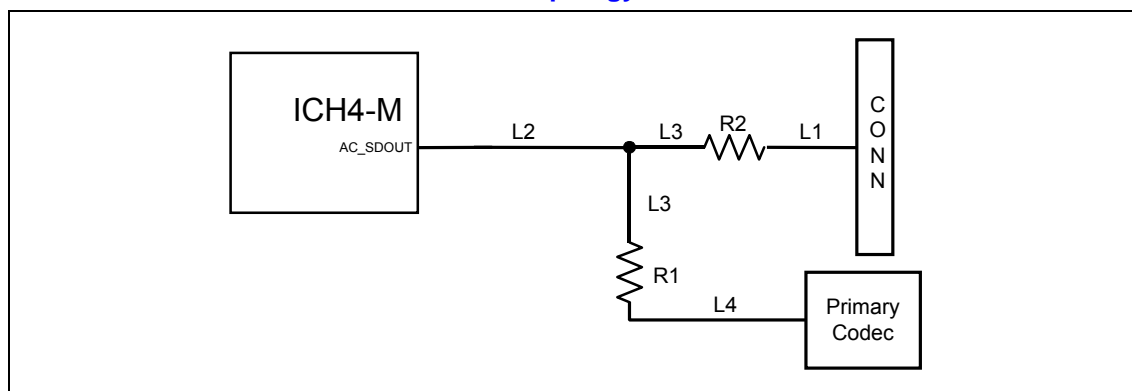 ICH4-M
AC_SDOUT
L2
L3
R2
L1
C
O
N
N
L3
R1
L4
Primary
Codec